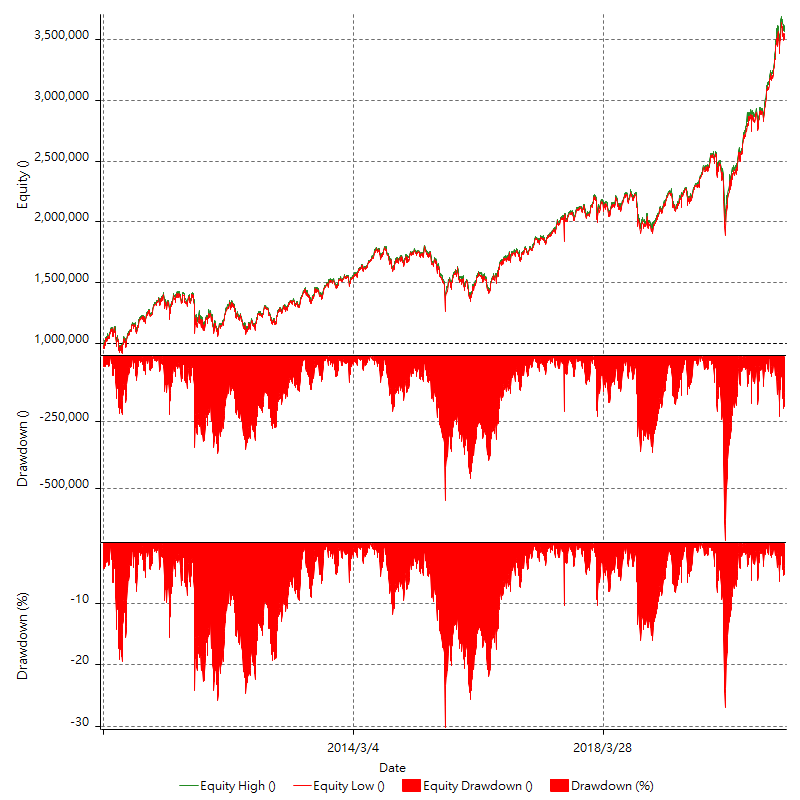 3,500,000
3,000,000
2,500,000
2,000,000
1,500,000
1,000,000
Equity ()
-250,000
-500,000
Drawdown ()
-10
-20
-30
Drawdown (%)
2014/3/4 2018/3/28
Date
Equity High () Equity Low () Equity Drawdown () Drawdown (%)